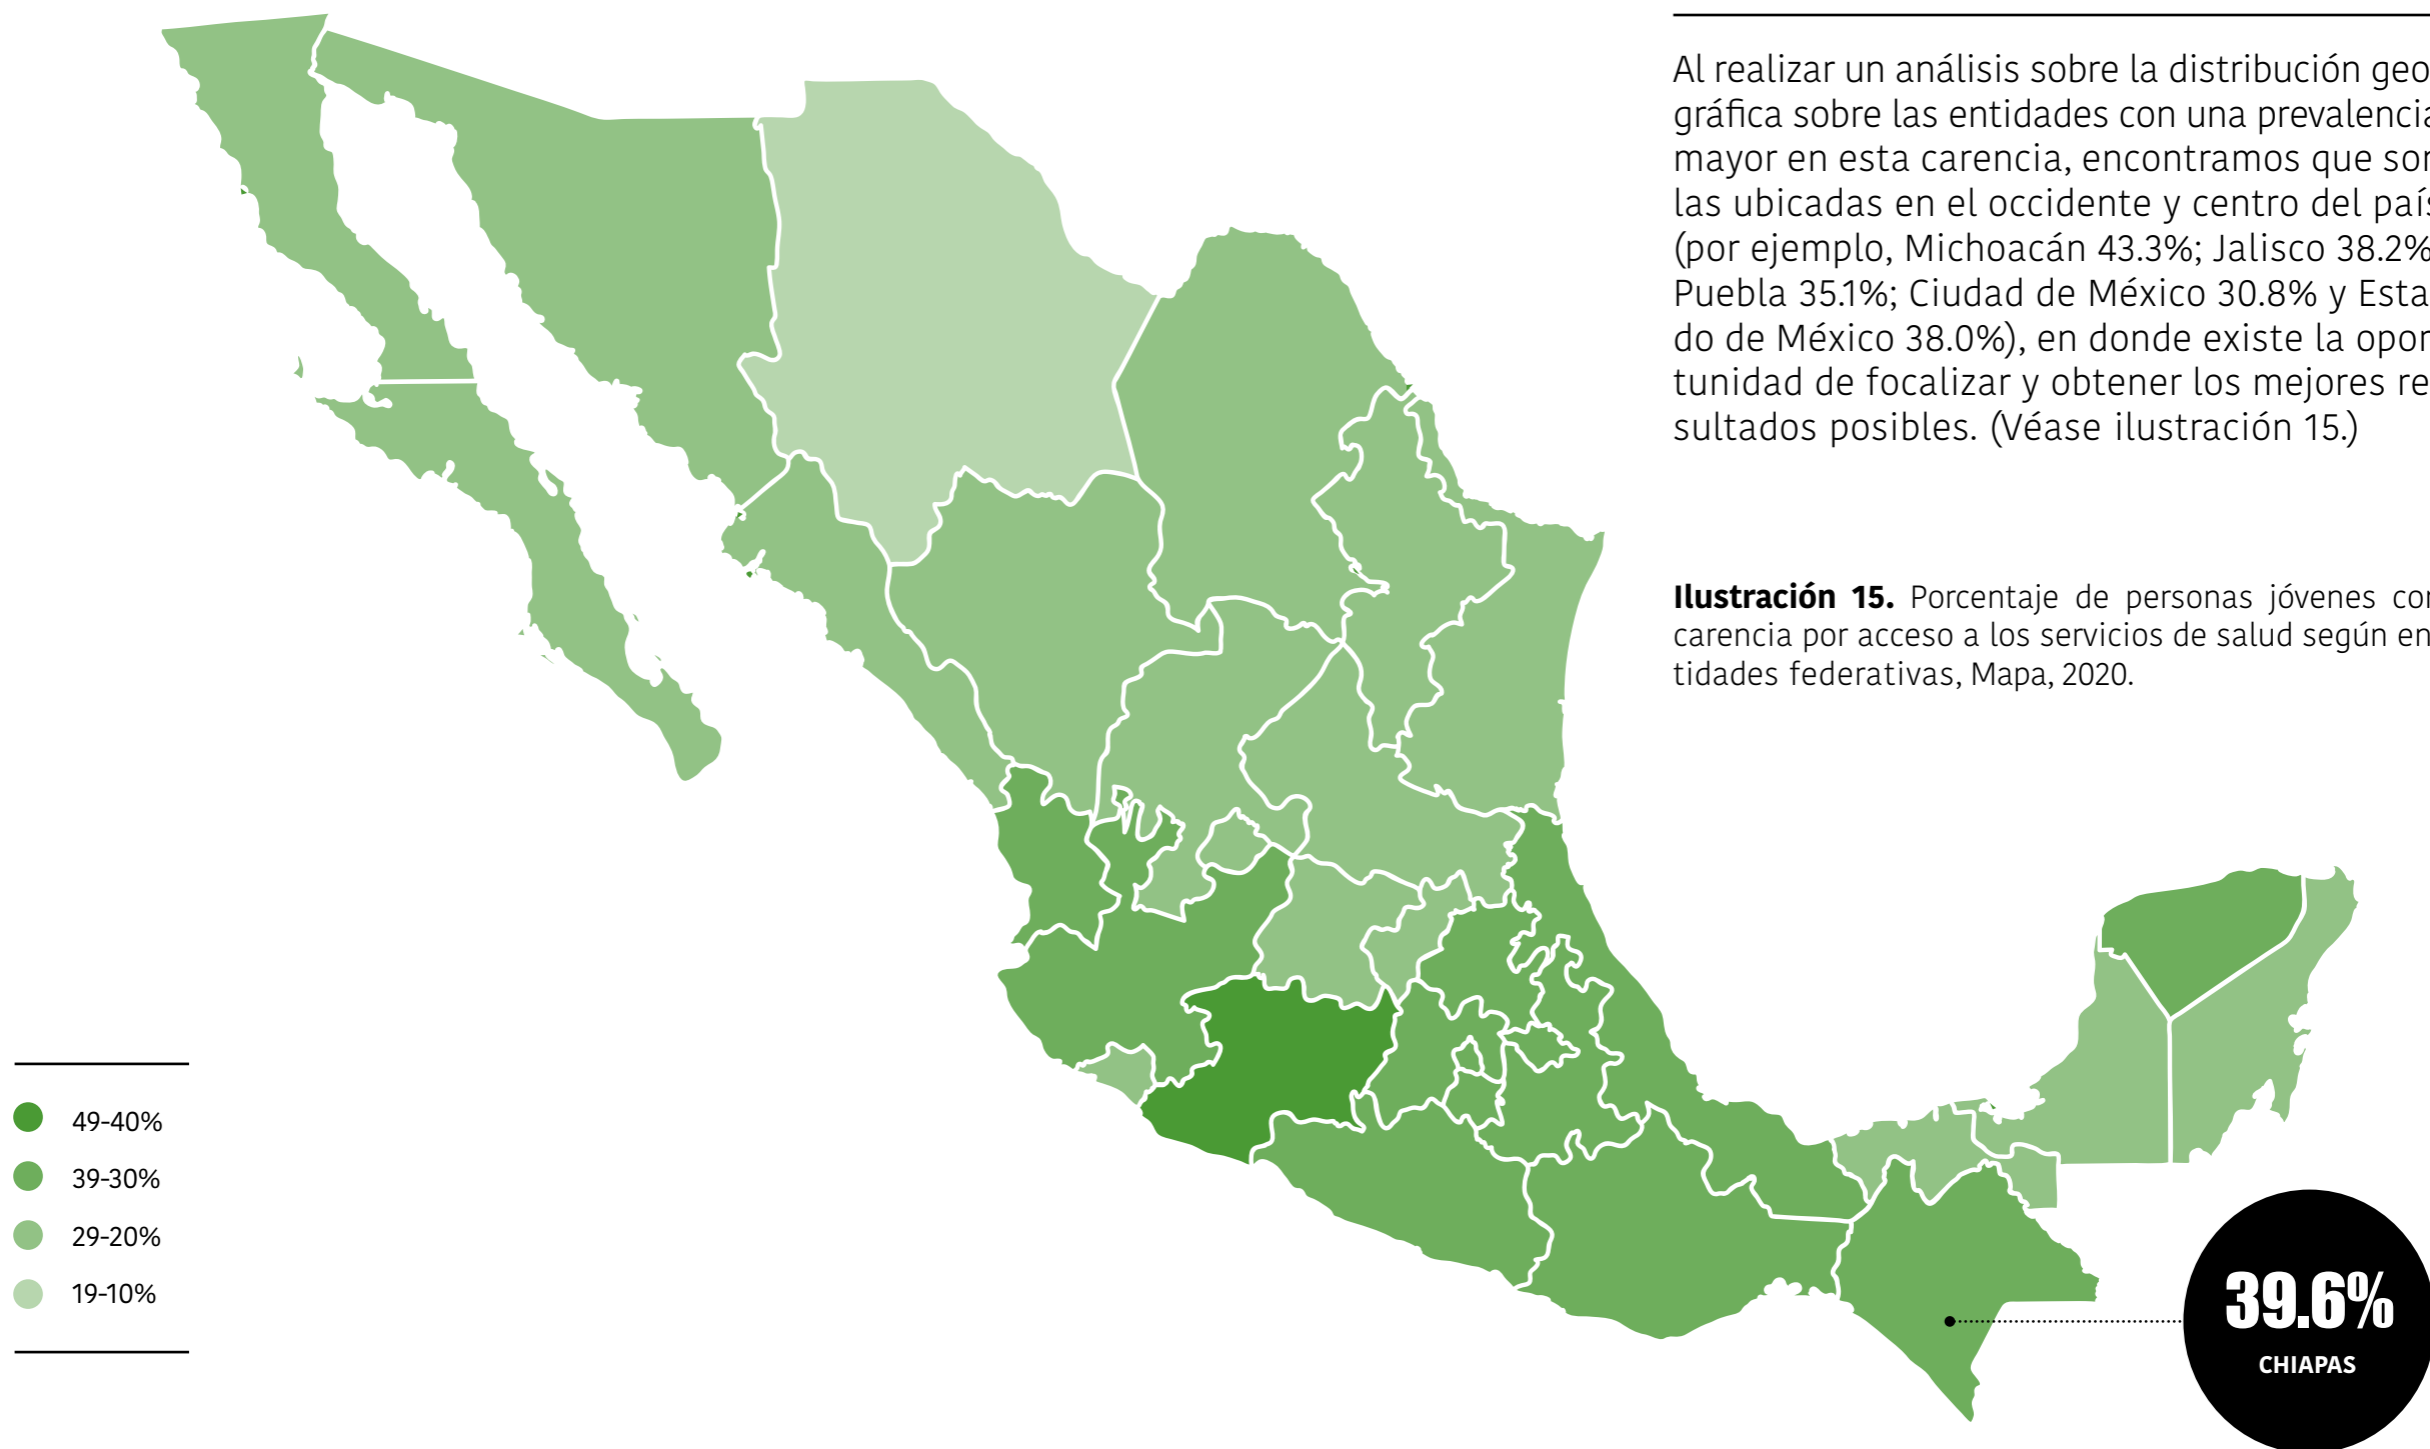 Al realizar un análisis sobre la distribución geo
gráfica sobre las entidades con una prevalencia
mayor en esta carencia, encontramos que son
las ubicadas en el occidente y centro del país
(por ejemplo, Michoacán 43.3%; Jalisco 38.2%
Puebla 35.1%; Ciudad de México 30.8% y Esta
do de México 38.0%), en donde existe la opor
tunidad de focalizar y obtener los mejores re
sultados posibles. (Véase ilustración 15.)
Ilustración 15. Porcentaje de personas jóvenes con
carencia por acceso a los servicios de salud según en
tidades federativas, Mapa, 2020.
49-40%
39-30%
29-20%
19-10%
39.6%
CHIAPAS